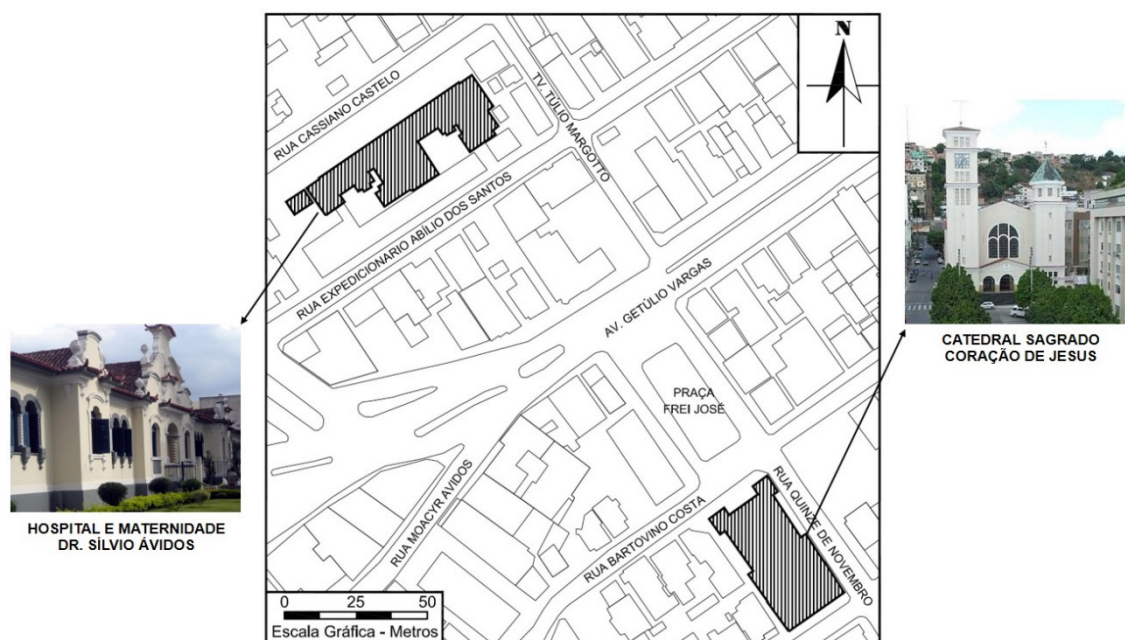 N
RUA CASSIANO CASTELO
TV. TÚLIO MARGOTTO
RUA EXPEDICIONARIO ABÍLIO DOS SANTOS
AV. GETÚLIO VARGAS
PRAÇA
FREI JOSÉ
RUA MOACYR ÁVIDOS
RUA BARTOVINO COSTA
RUA QUINZE DE NOVEMBRO
HOSPITAL E MATERNIDADE
DR. SÍLVIO ÁVIDOS
CATEDRAL SAGRADO
CORAÇÃO DE JESUS
0 25 50
Escala Gráfica - Metros